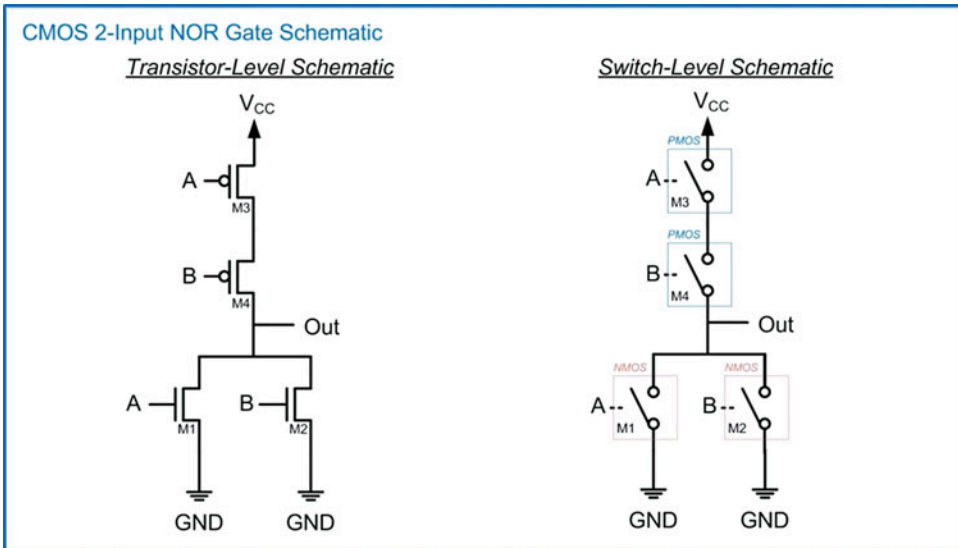 CMOS 2-Input NOR Gate Schematic
Transistor-Level Schematic
VCC
A
M3
B
M4
Out
A
M1
B
M2
GND
GND
Switch-Level Schematic
VCC
PMOS
A
M3
PMOS
B
M4
Out
NMOS
A
M1
NMOS
B
M2
GND
GND